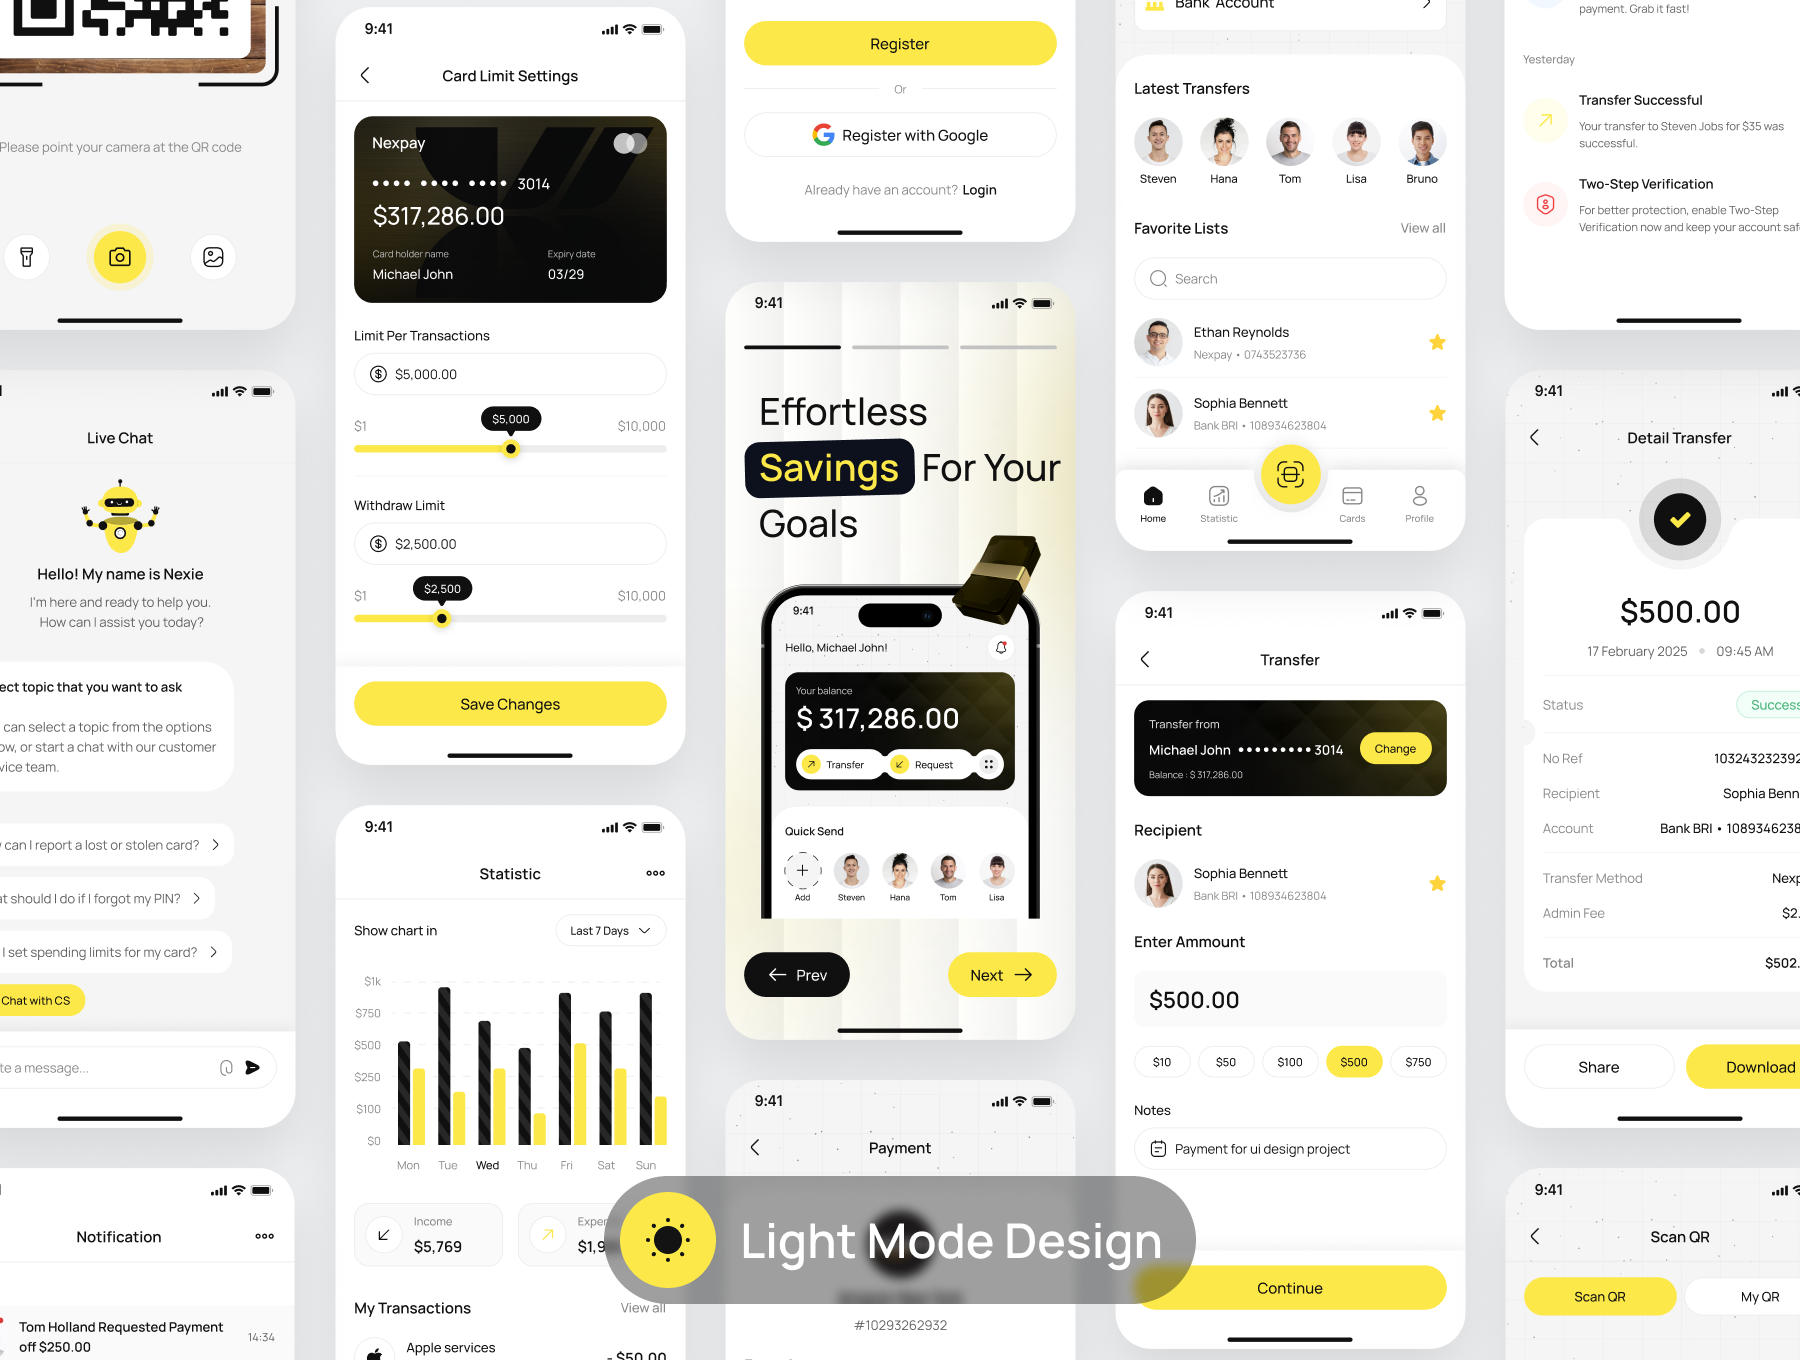 Please point your camera at the QR code
Live Chat
Hello! My name is Nexie
I'm here and ready to help you.
How can I assist you today?
ect topic that you want to ask
can select a topic from the options
ow, or start a chat with our customer
vice team.
can I report a lost or stolen card?
at should I do if I forgot my PIN?
I set spending limits for my card?
Chat with CS
te a message...
Notification
Tom Holland Requested Payment
off $250.00
14:34
9:41
Card Limit Settings
Nexpay
•••• •••• •••• 3014
$317,286.00
Card holder name
Expiry date
Michael John
03/29
Limit Per Transactions
$5,000.00
$5,000
$1
$10,000
Withdraw Limit
$2,500.00
$2,500
$1
$10,000
Save Changes
9:41
Statistic
Show chart in
Last 7 Days
$1k
$750
$500
$250
$100
$0
Mon Tue Wed Thu Fri Sat Sun
Income
$5,769
Exper
$1,9
My Transactions
View all
Apple services
- $50.00
Register
Or
Register with Google
Already have an account? Login
9:41
Effortless
Savings For Your
Goals
9:41
Hello, Michael John!
Your balance
$ 317,286.00
Transfer
Request
Quick Send
Add Steven Hana Tom Lisa
Prev
Next
9:41
Payment
#10293262932
Light Mode Design
Bank Account
Latest Transfers
Steven Hana Tom Lisa Bruno
Favorite Lists
View all
Search
Ethan Reynolds
Nexpay • 0743523736
Sophia Bennett
Bank BRI • 108934623804
Home Statistic Cards Profile
9:41
Transfer
Transfer from
Michael John ••••••••• 3014
Change
Balance : $ 317,286.00
Recipient
Sophia Bennett
Bank BRI • 108934623804
Enter Ammount
$500.00
$10 $50 $100 $500 $750
Notes
Payment for ui design project
Continue
payment. Grab it fast!
Yesterday
Transfer Successful
Your transfer to Steven Jobs for $35 was
successful.
Two-Step Verification
For better protection, enable Two-Step
Verification now and keep your account saf
9:41
Detail Transfer
$500.00
17 February 2025 • 09:45 AM
Status
Success
No Ref
103243232392
Recipient
Sophia Benn
Account
Bank BRI • 1089346238
Transfer Method
Nexp
Admin Fee
$2.
Total
$502.
Share
Download
9:41
Scan QR
Scan QR
My QR